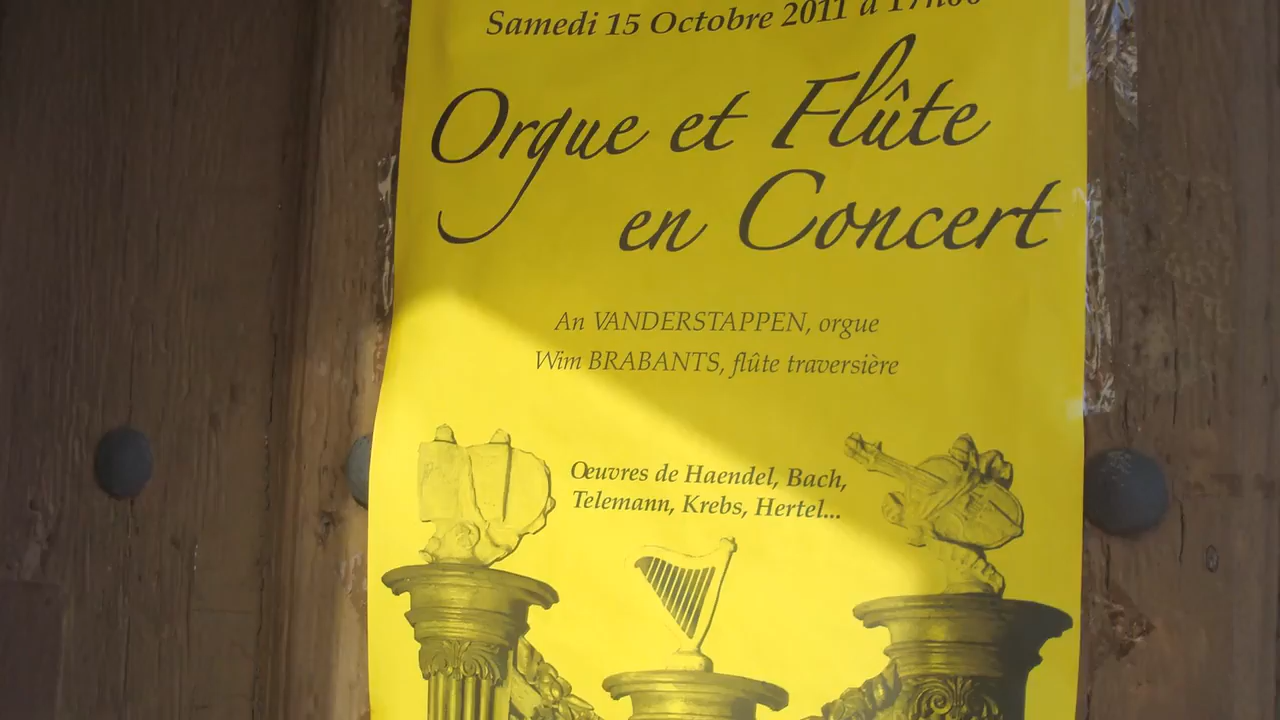 Samedi 15 Octobre 2011 à 17h00
Orgue et Flûte
en Concert
An VANDERSTAPPEN, orgue
Wim BRABANTS, flûte traversière
Œuvres de Haendel, Bach,
Telemann, Krebs, Hertel...